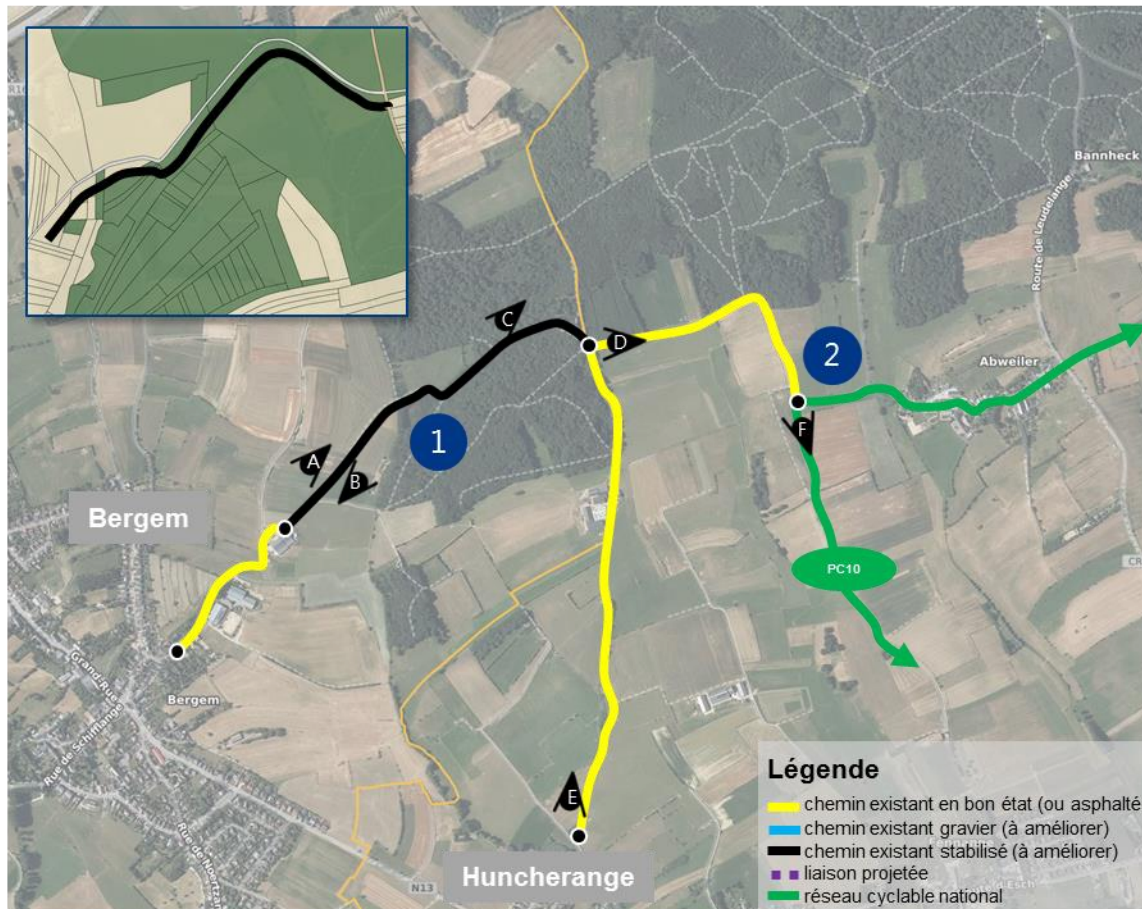 Bannheck
Route de Leudelange
C
D
2
Abweiler
A
1
B
F
Bergem
PC10
CR
Bergem
Grand-Rue
Rue de Schifflange
Rue de Noertzange
E
N13
Huncherange
Légende
chemin existant en bon état (ou asphalté
chemin existant gravier (à améliorer)
chemin existant stabilisé (à améliorer)
liaison projetée
réseau cyclable national